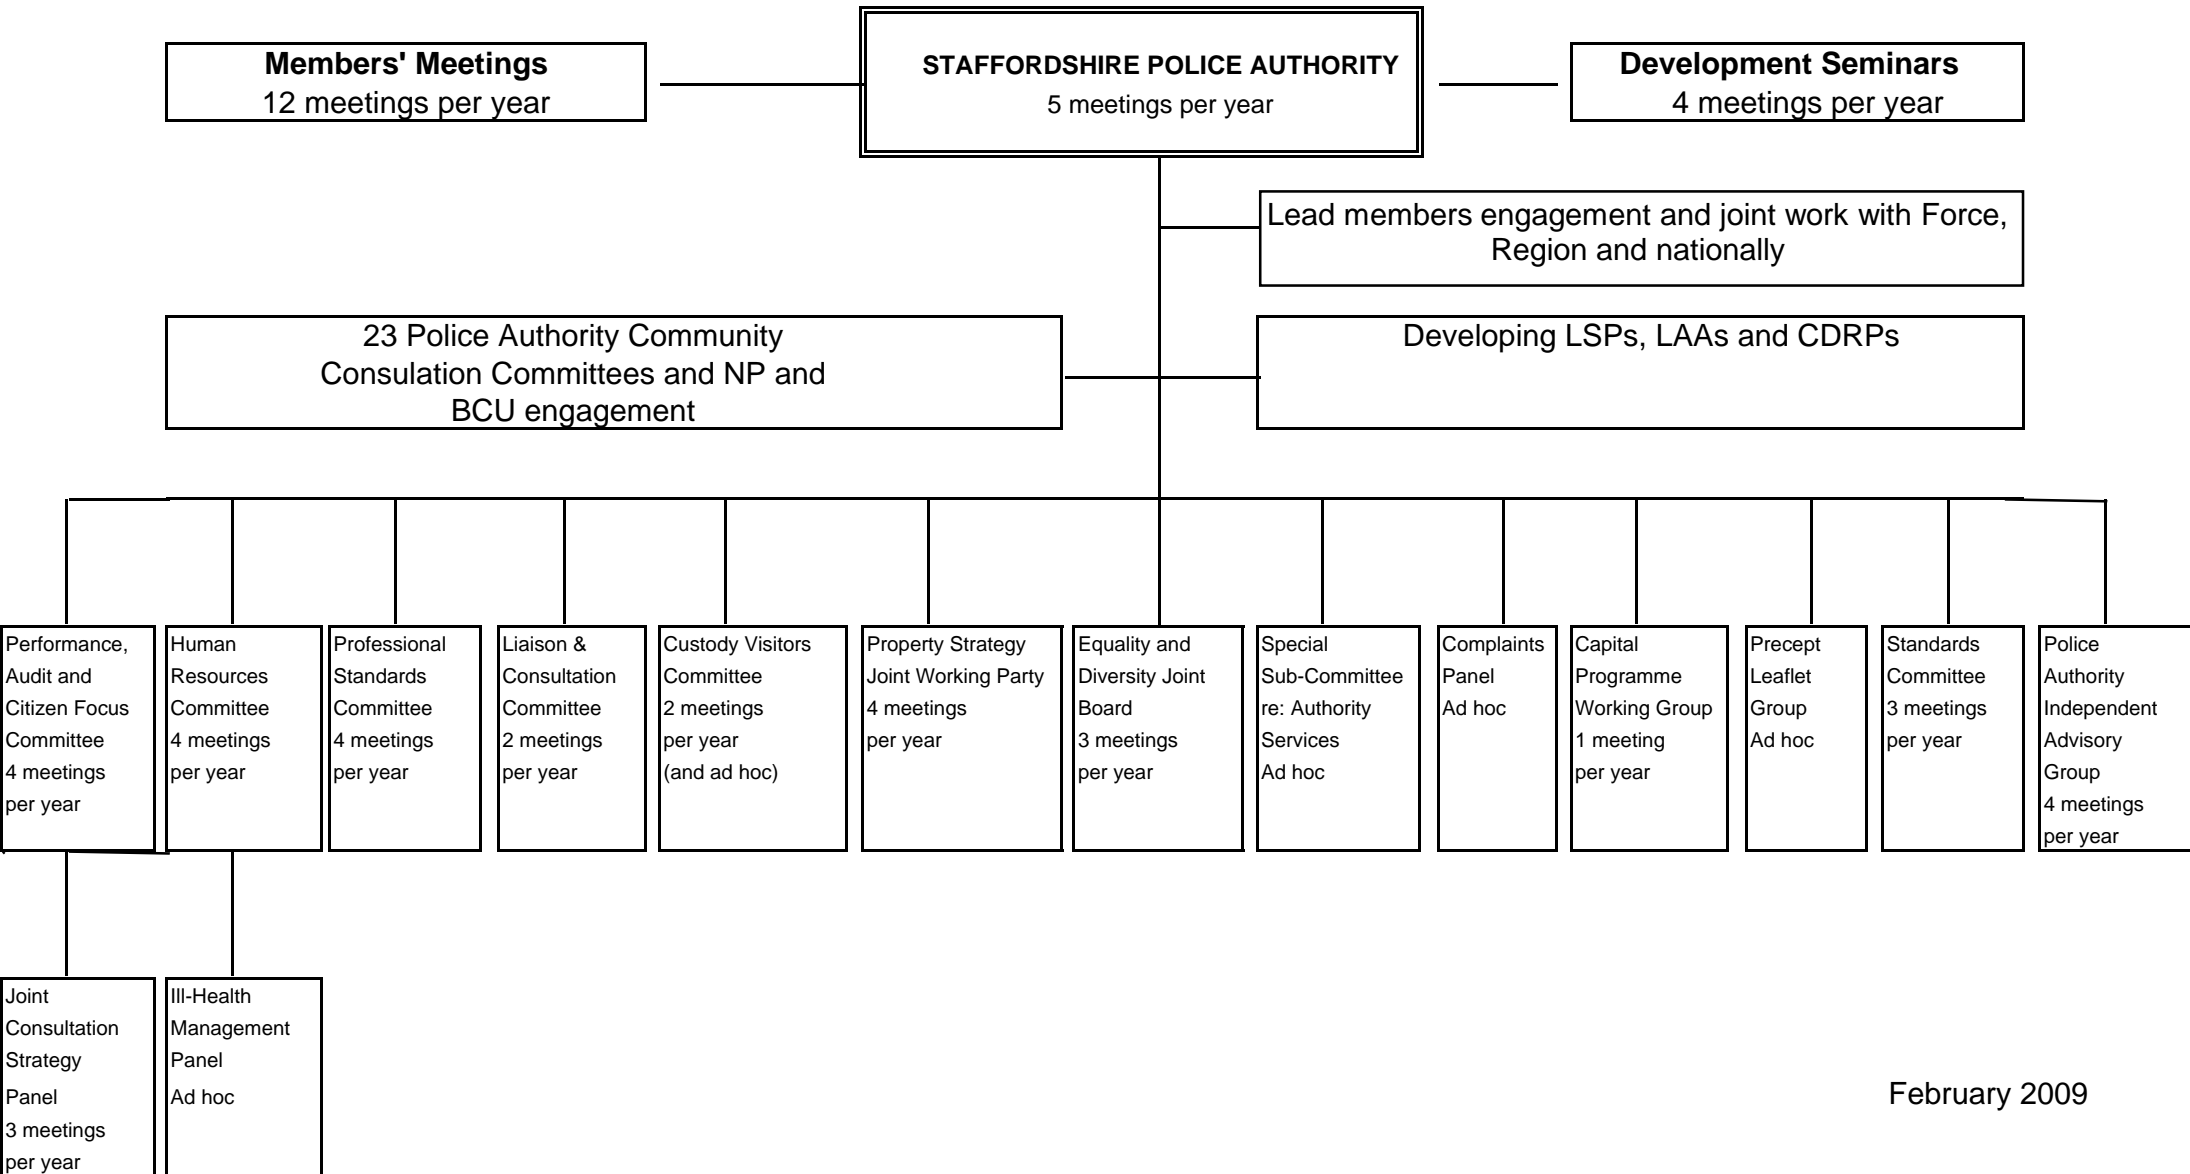 Members' Meetings
12 meetings per year
STAFFORDSHIRE POLICE AUTHORITY
5 meetings per year
Development Seminars
4 meetings per year
Lead members engagement and joint work with Force,
Region and nationally
23 Police Authority Community
Consulation Committees and NP and
BCU engagement
Developing LSPs, LAAs and CDRPs
Performance,
Audit and
Citizen Focus
Committee
4 meetings
per year
Human
Resources
Committee
4 meetings
per year
Professional
Standards
Committee
4 meetings
per year
Liaison &
Consultation
Committee
2 meetings
per year
Custody Visitors
Committee
2 meetings
per year
(and ad hoc)
Property Strategy
Joint Working Party
4 meetings
per year
Equality and
Diversity Joint
Board
3 meetings
per year
Special
Sub-Committee
re: Authority
Services
Ad hoc
Complaints
Panel
Ad hoc
Capital
Programme
Working Group
1 meeting
per year
Precept
Leaflet
Group
Ad hoc
Standards
Committee
3 meetings
per year
Police
Authority
Independent
Advisory
Group
4 meetings
per year
Joint
Consultation
Strategy
Panel
3 meetings
per year
Ill-Health
Management
Panel
Ad hoc
February 2009